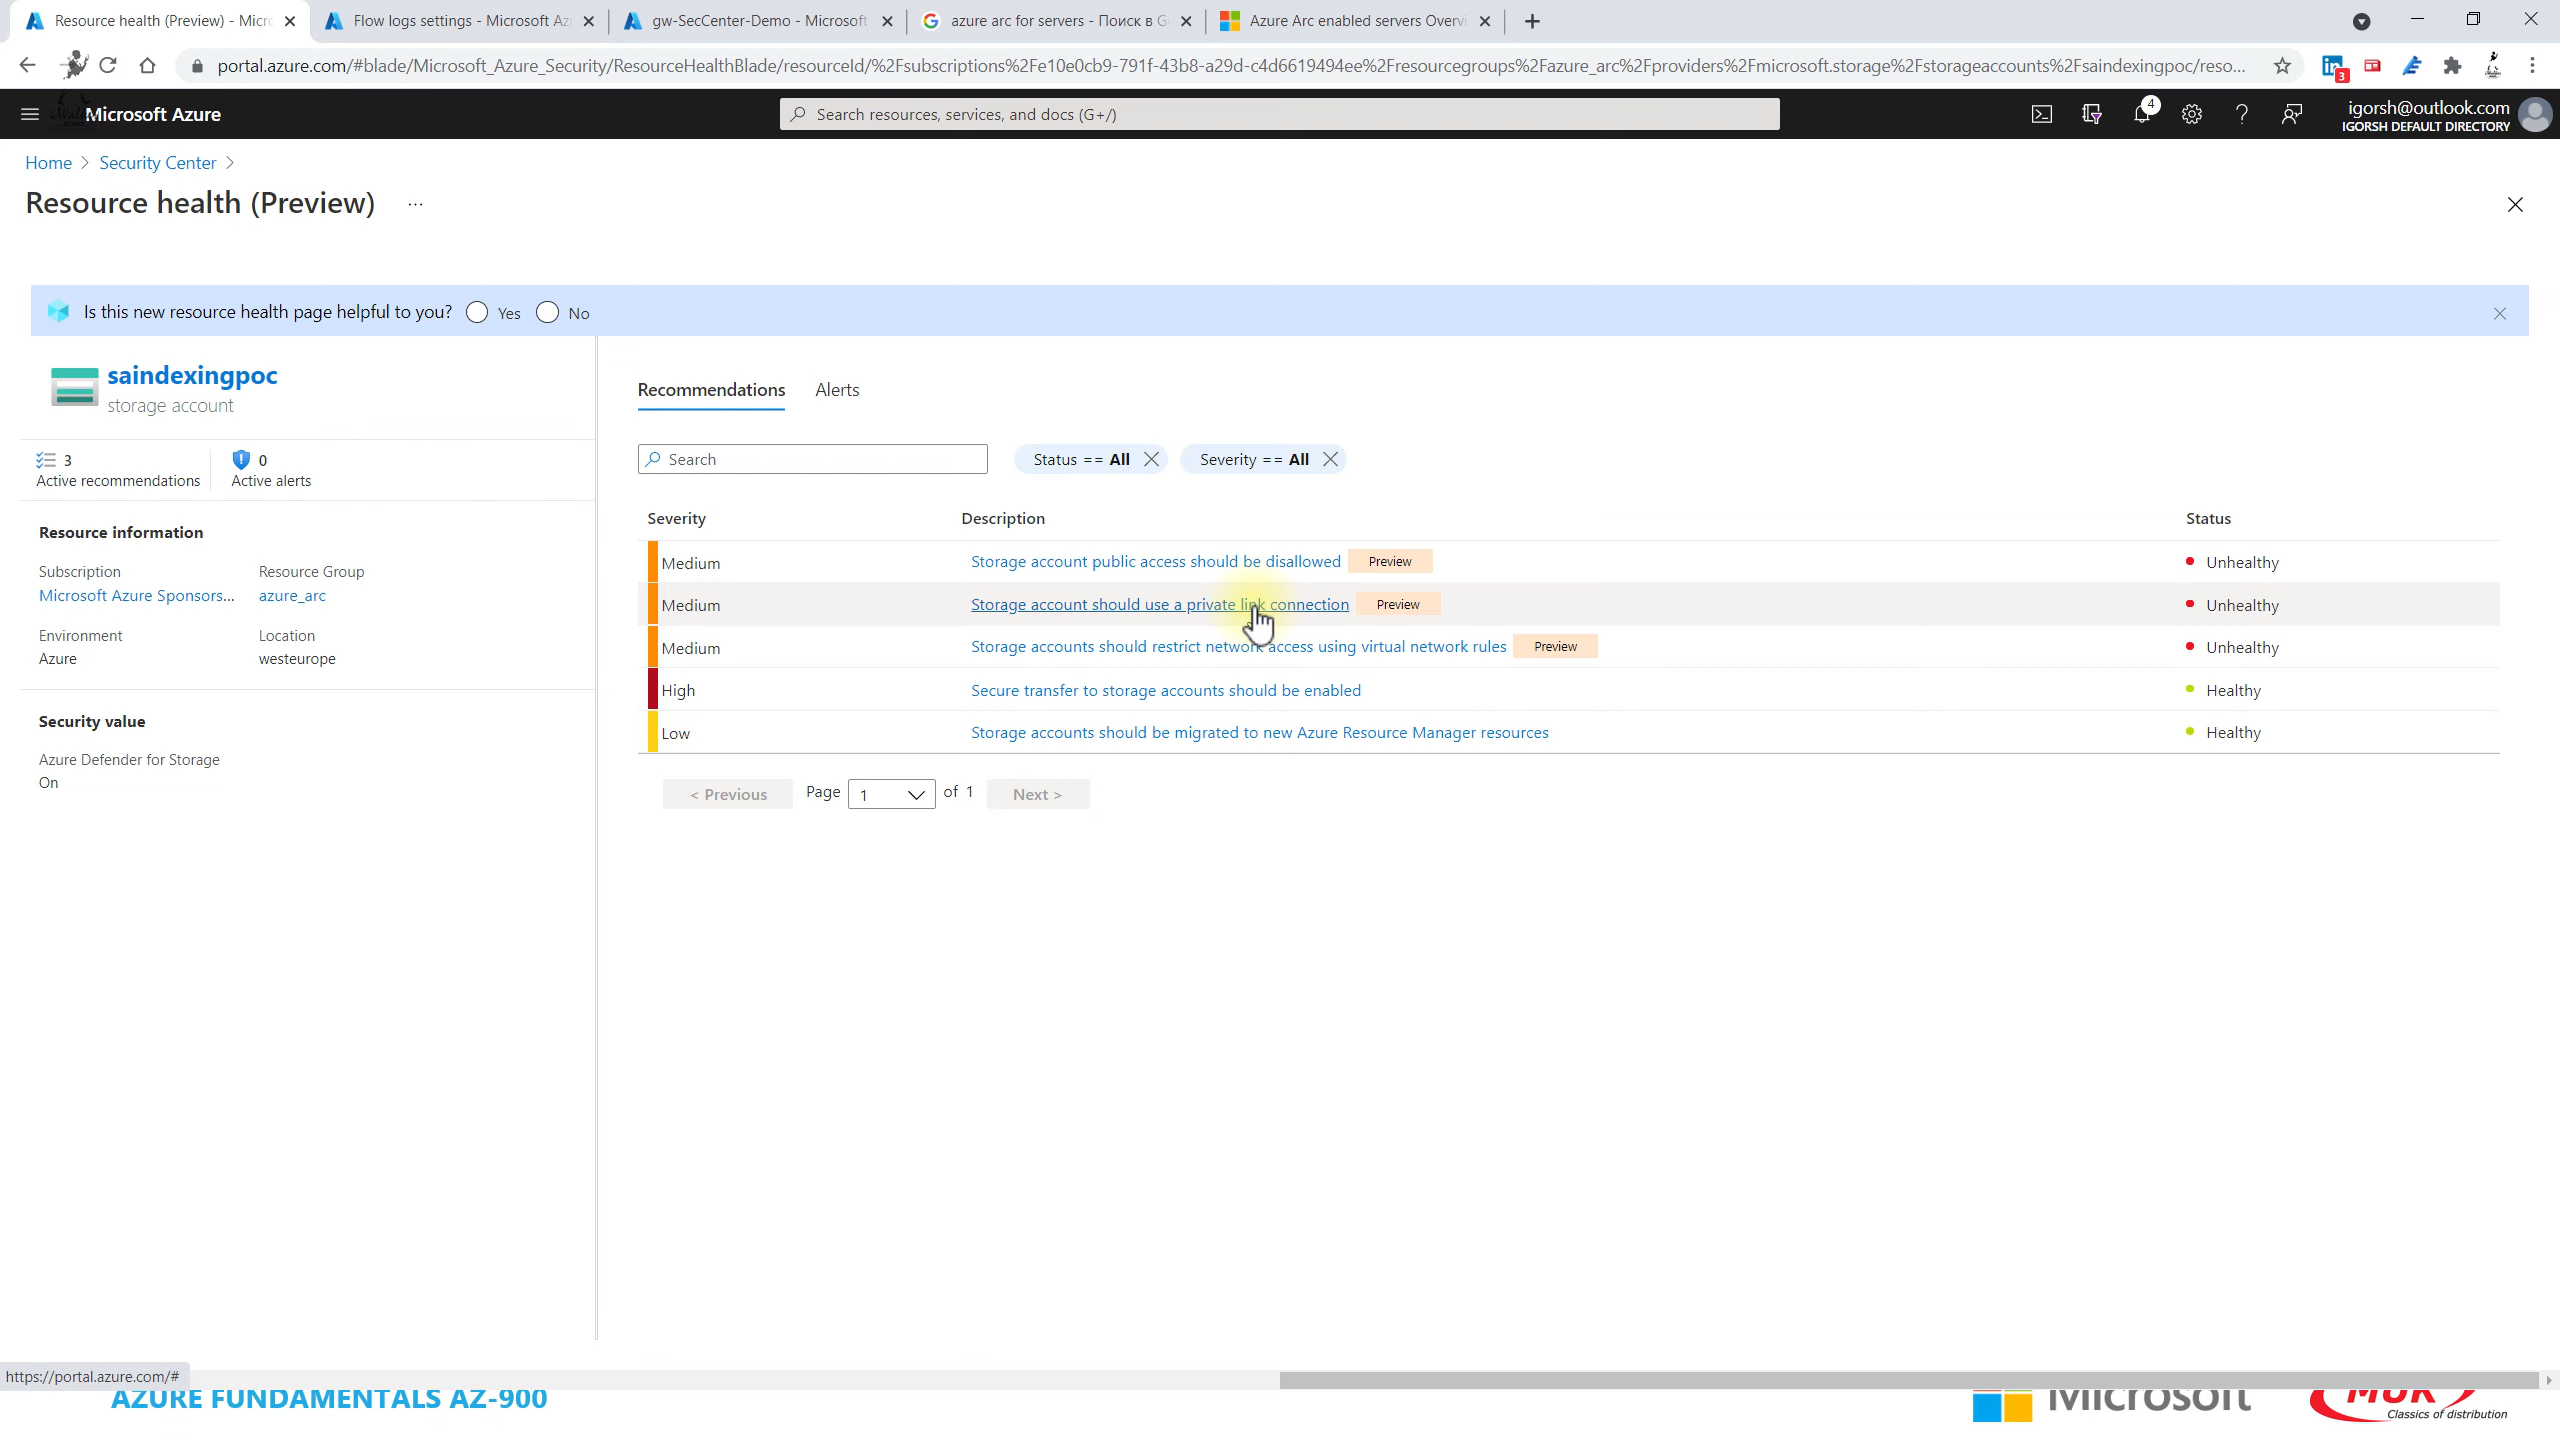 Resource health (Preview) - Micr
Flow logs settings - Microsoft Az
gw-SecCenter-Demo - Microsoft
azure arc for servers - Поиск в G
Azure Arc enabled servers Overvi
portal.azure.com/#blade/Microsoft_Azure_Security/ResourceHealthBlade/resourceId/%2Fsubscriptions%2Fe10e0cb9-791f-43b8-a29d-c4d6619494ee%2Fresourcegroups%2Fazure_arc%2Fproviders%2Fmicrosoft.storage%2Fstorageaccounts%2Fsaindexingpoc/reso...
3
Microsoft Azure
Search resources, services, and docs (G+/)
4
igorsh@outlook.com
IGORSH DEFAULT DIRECTORY
Home > Security Center >
Resource health (Preview) ...
Is this new resource health page helpful to you? Yes No
saindexingpoc
storage account
3
Active recommendations
0
Active alerts
Resource information
Subscription
Microsoft Azure Sponsors...
Resource Group
azure_arc
Environment
Azure
Location
westeurope
Security value
Azure Defender for Storage
On
Recommendations Alerts
Search
Status == All
Severity == All
Severity Description Status
Medium Storage account public access should be disallowed Preview Unhealthy
Medium Storage account should use a private link connection Preview Unhealthy
Medium Storage accounts should restrict network access using virtual network rules Preview Unhealthy
High Secure transfer to storage accounts should be enabled Healthy
Low Storage accounts should be migrated to new Azure Resource Manager resources Healthy
< Previous Page 1 of 1 Next >
https://portal.azure.com/#
AZURE FUNDAMENTALS AZ-900
Microsoft
MUK
Classics of distribution